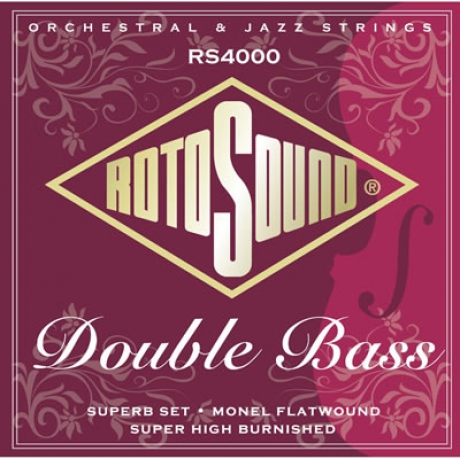 ORCHESTRAL & JAZZ STRINGS
RS4000
ROTOSOUND®
Double Bass
SUPERB SET • MONEL FLATWOUND
SUPER HIGH BURNISHED